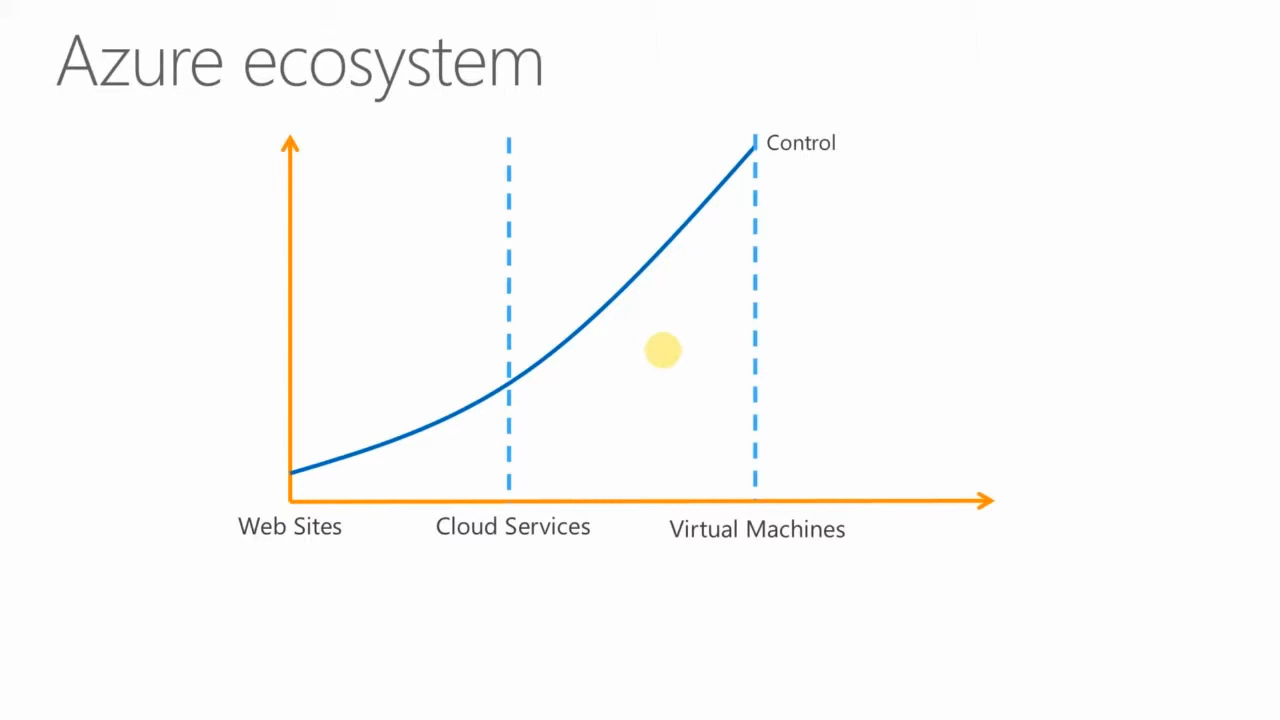 Azure ecosystem
Control
Web Sites
Cloud Services
Virtual Machines